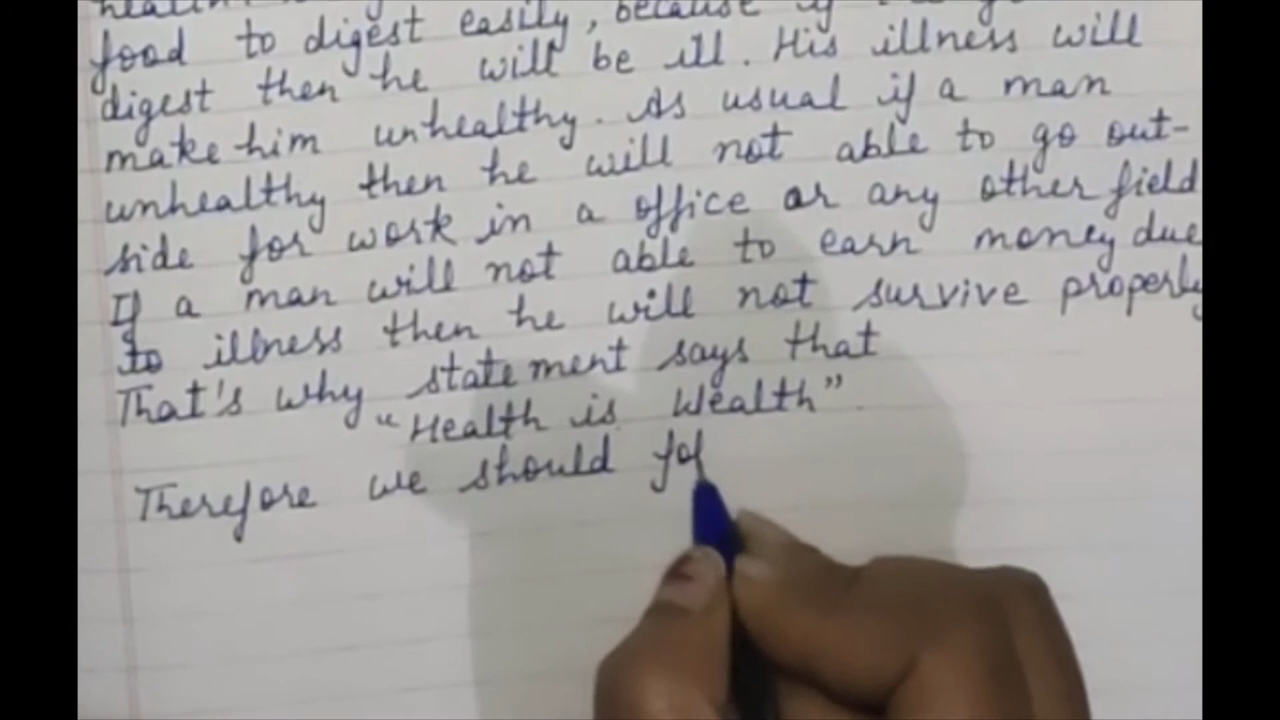 food to digest easily, because if
digest then he will be ill. His illness will
make him unhealthy. As usual if a man
unhealthy then he will not able to go out-
side for work in a office or any other field
If a man will not able to earn money due
to illness then he will not survive properly
That's why statement says that
"Health is Wealth".
Therefore we should fol